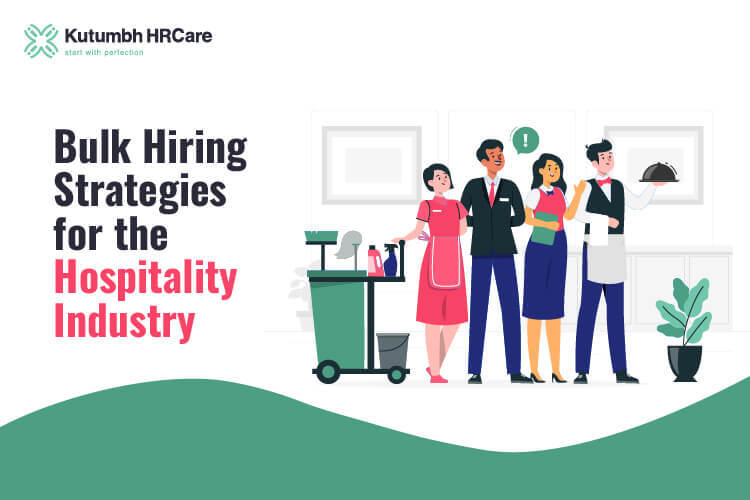 Kutumbh HRCare
start with perfection
Bulk Hiring
Strategies
for the
Hospitality
Industry
!